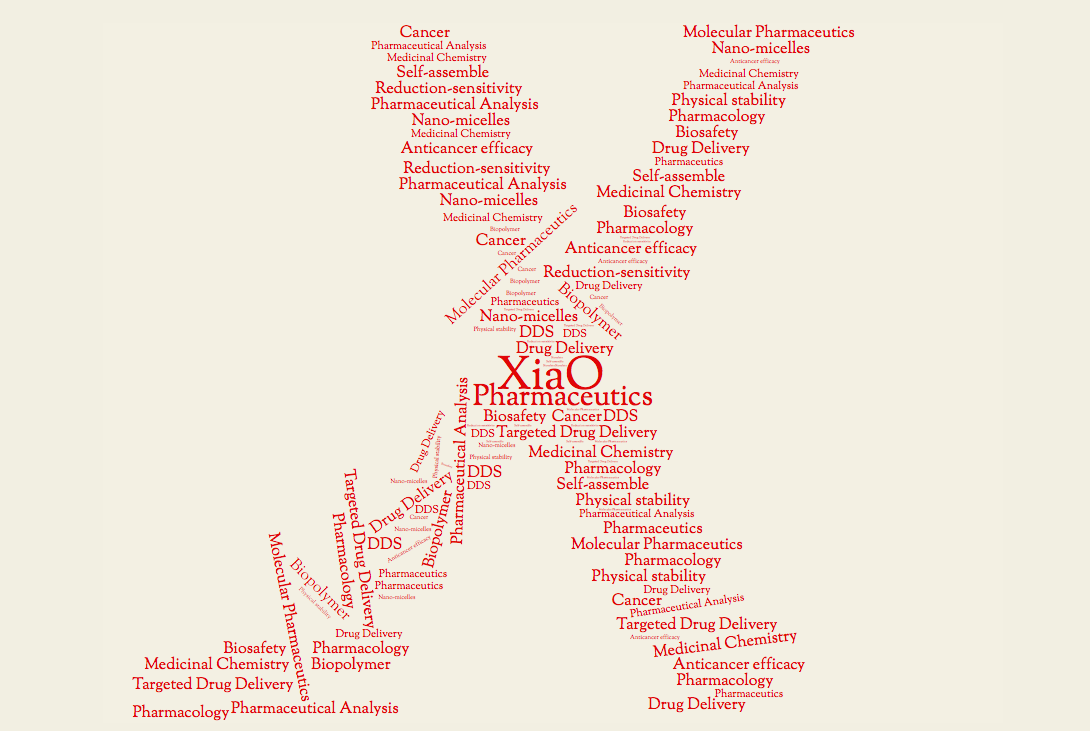 Cancer
Pharmaceutical Analysis
Medicinal Chemistry
Self-assemble
Reduction-sensitivity
Pharmaceutical Analysis
Nano-micelles
Medicinal Chemistry
Anticancer efficacy
Reduction-sensitivity
Pharmaceutical Analysis
Nano-micelles
Medicinal Chemistry
Biopolymer
Cancer
Cancer
Molecular Pharmaceutics
Cancer
Biopolymer
Biopolymer
Pharmaceutics
Nano-micelles
Physical stability
DDS
DDS
Drug Delivery
Molecular Pharmaceutics
Nano-micelles
Anticancer efficacy
Medicinal Chemistry
Pharmaceutical Analysis
Physical stability
Pharmacology
Biosafety
Drug Delivery
Pharmaceutics
Self-assemble
Medicinal Chemistry
Biosafety
Pharmacology
Anticancer efficacy
Anticancer efficacy
Reduction-sensitivity
Drug Delivery
Cancer
Biopolymer
Biopolymer
XiaO
Pharmaceutics
Biosafety Cancer DDS
DDS Targeted Drug Delivery
Nano-micelles
Medicinal Chemistry
Physical stability
Pharmacology
DDS
Self-assemble
DDS
Physical stability
Pharmaceutical Analysis
Pharmaceutics
Molecular Pharmaceutics
Pharmacology
Physical stability
Drug Delivery
Cancer
Pharmaceutical Analysis
Targeted Drug Delivery
Anticancer efficacy
Medicinal Chemistry
Anticancer efficacy
Pharmacology
Pharmaceutics
Drug Delivery
Pharmaceutical Analysis
Drug Delivery
Physical stability
Nano-micelles
Drug Delivery
DDS
Cancer
Nano-micelles
DDS
Anticancer efficacy
Biopolymer
Pharmaceutics
Pharmaceutics
Nano-micelles
Targeted Drug Delivery
Pharmacology
Molecular Pharmaceutics
Biopolymer
Physical stability
Drug Delivery
Biosafety
Pharmacology
Medicinal Chemistry
Biopolymer
Targeted Drug Delivery
Pharmacology
Pharmaceutical Analysis